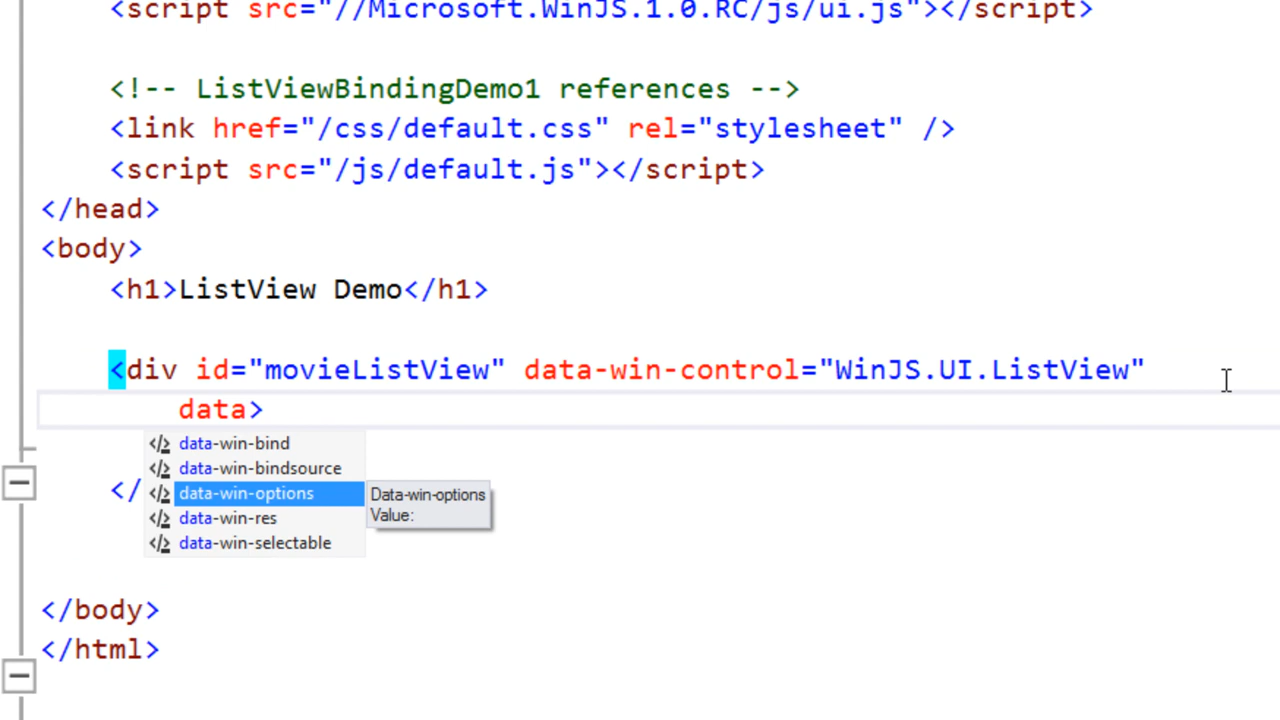 <script src="//Microsoft.WinJS.1.0.RC/js/ui.js"></script>
<!-- ListViewBindingDemo1 references -->
<link href="/css/default.css" rel="stylesheet" />
<script src="/js/default.js"></script>
</head>
<body>
<h1>ListView Demo</h1>
<div id="movieListView" data-win-control="WinJS.UI.ListView"
data>
data-win-bind
data-win-bindsource
data-win-options
Data-win-options
Value:
</
data-win-res
data-win-selectable
</body>
</html>